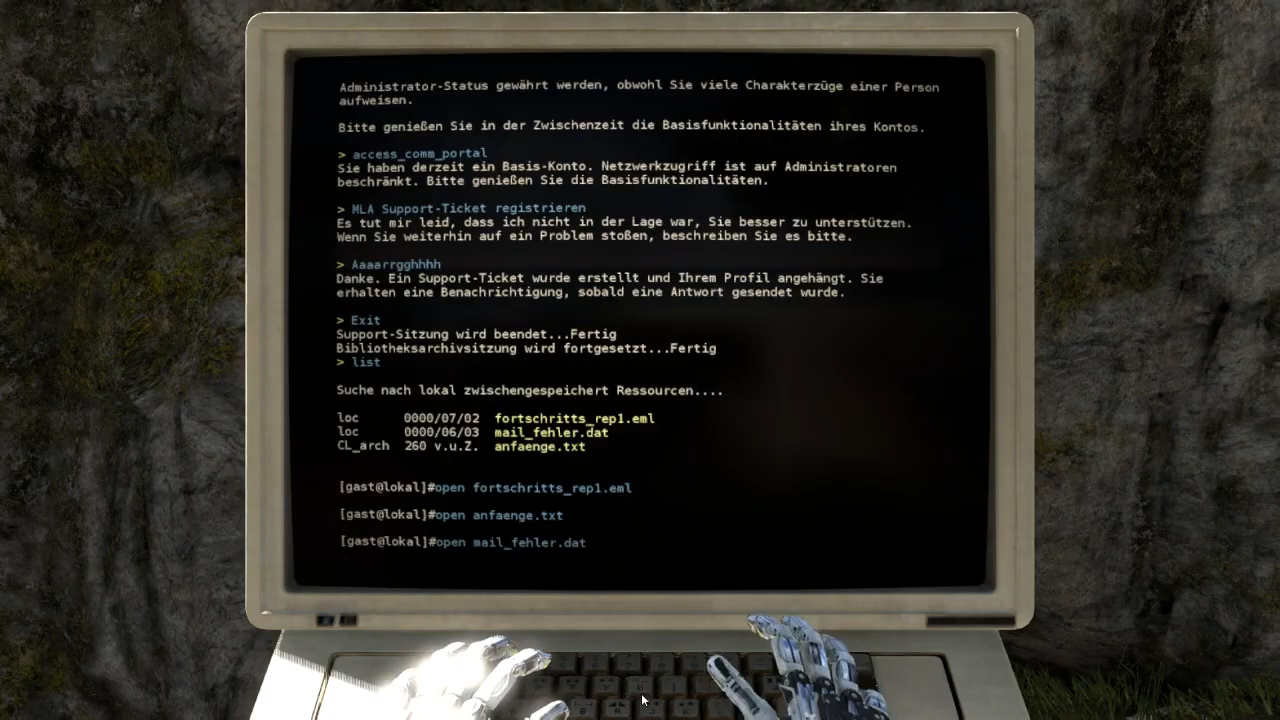 Administrator-Status gewährt werden, obwohl Sie viele Charakterzüge einer Person
aufweisen.
Bitte genießen Sie in der Zwischenzeit die Basisfunktionalitäten ihres Kontos.
> access_comm_portal
Sie haben derzeit ein Basis-Konto. Netzwerkzugriff ist auf Administratoren
beschränkt. Bitte genießen Sie die Basisfunktionalitäten.
> MLA Support-Ticket registrieren
Es tut mir leid, dass ich nicht in der Lage war, Sie besser zu unterstützen.
Wenn Sie weiterhin auf ein Problem stoßen, beschreiben Sie es bitte.
> Aaaarrgghhhh
Danke. Ein Support-Ticket wurde erstellt und Ihrem Profil angehängt. Sie
erhalten eine Benachrichtigung, sobald eine Antwort gesendet wurde.
> Exit
Support-Sitzung wird beendet...Fertig
Bibliotheksarchivsitzung wird fortgesetzt...Fertig
> list
Suche nach lokal zwischengespeichert Ressourcen....
loc 0000/07/02 fortschritts_rep1.eml
loc 0000/06/03 mail_fehler.dat
CL_arch 260 v.u.Z. anfaenge.txt
[gast@lokal]#open fortschritts_rep1.eml
[gast@lokal]#open anfaenge.txt
[gast@lokal]#open mail_fehler.dat